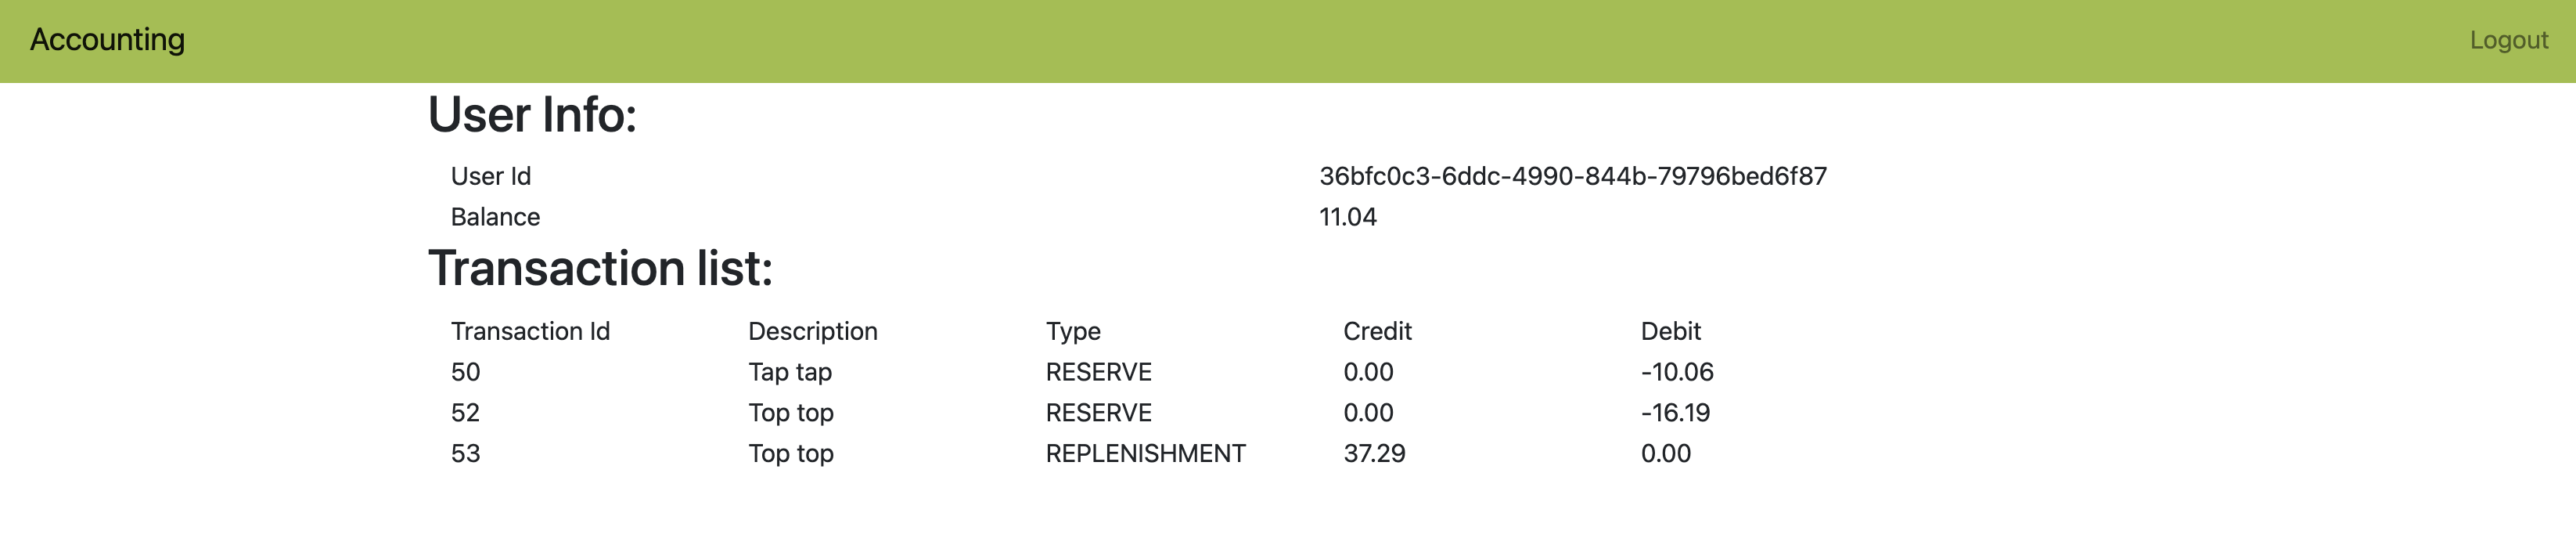 Accounting Logout
User Info:
User Id 36bfc0c3-6ddc-4990-844b-79796bed6f87
Balance 11.04
Transaction list:
Transaction Id Description Type Credit Debit
50 Tap tap RESERVE 0.00 -10.06
52 Top top RESERVE 0.00 -16.19
53 Top top REPLENISHMENT 37.29 0.00